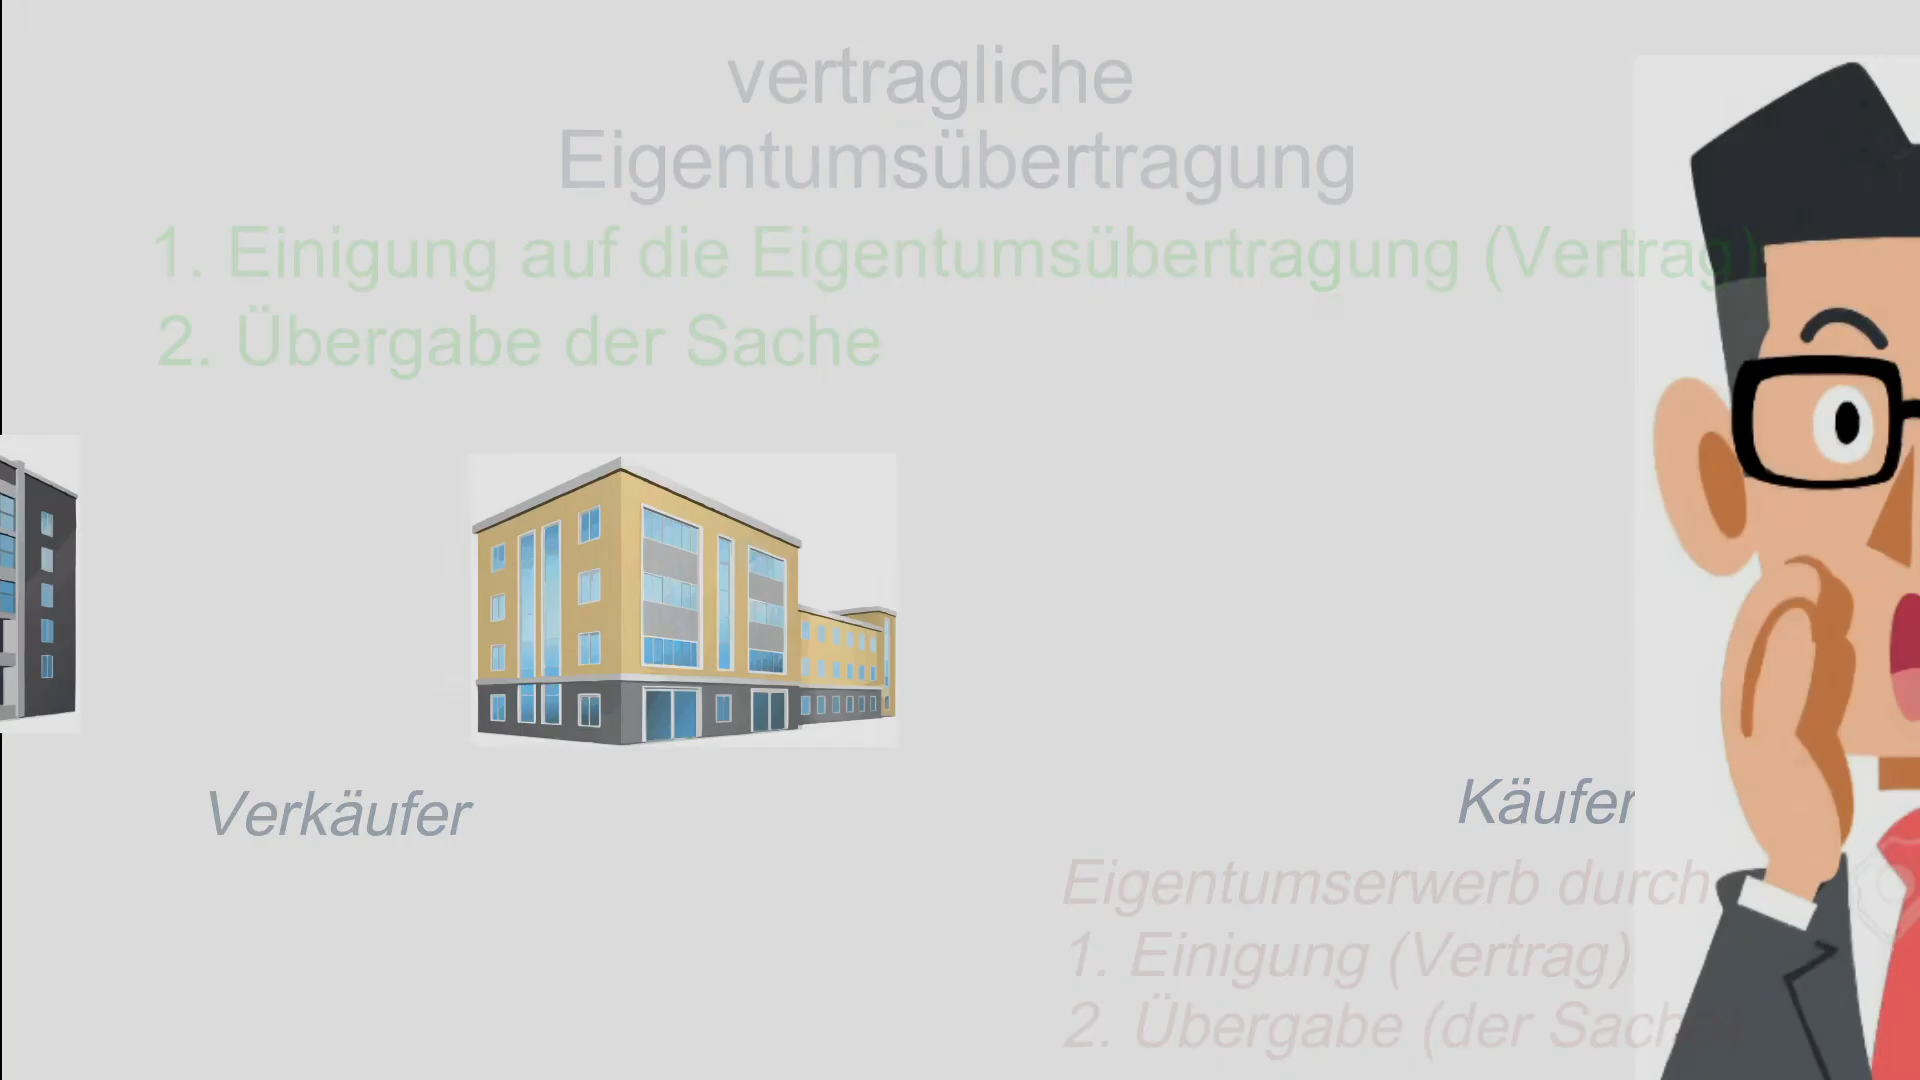 vertragliche
Eigentumsübertragung
1. Einigung auf die Eigentumsübertragung (Vertrag)
2. Übergabe der Sache
Verkäufer
Käufer
Eigentumserwerb durch
1. Einigung (Vertrag)
2. Übergabe (der Sache)